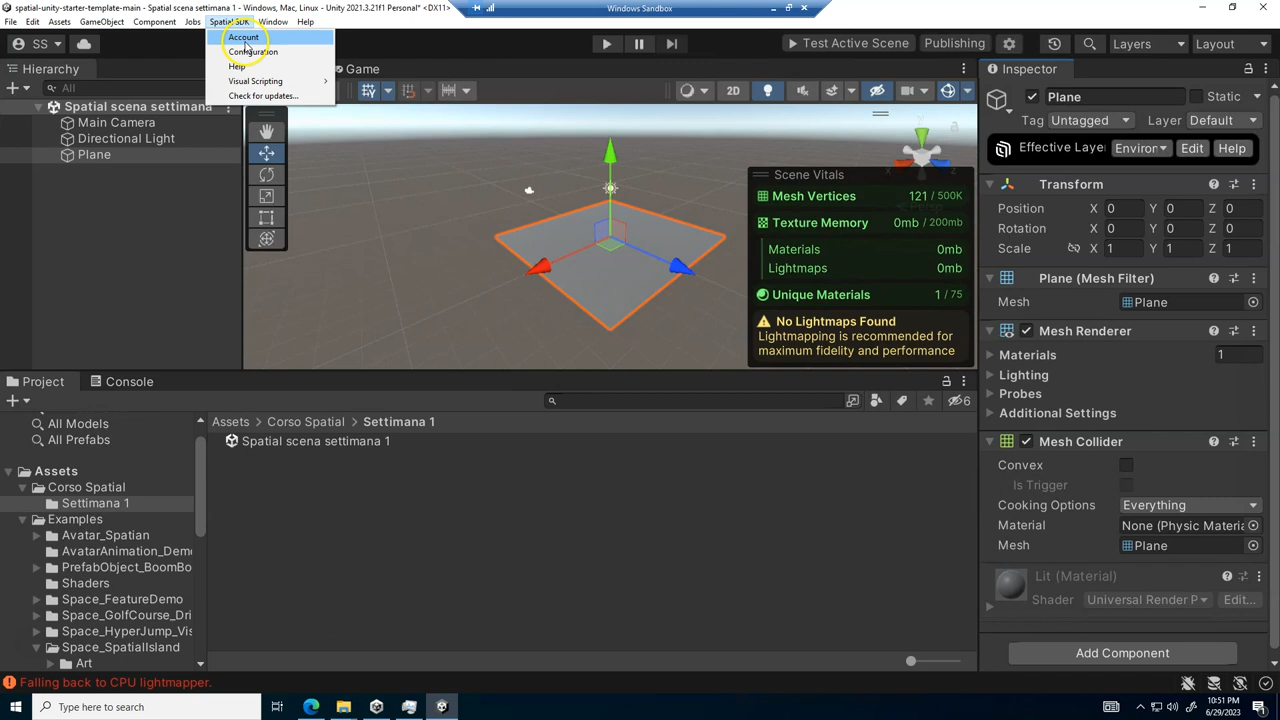 spatial-unity-starter-template-main - Spatial scena settimana 1 - Windows, Mac, Linux - Unity 2021.3.21f1 Personal* <DX11>
Windows Sandbox
File Edit Assets GameObject Component Jobs Spatial SDK Window Help
Account
Configuration
Help
Visual Scripting
Check for updates...
SS
Test Active Scene
Publishing
Layers
Layout
Hierarchy
All
Spatial scena settimana 1
Main Camera
Directional Light
Plane
Game
2D
y
Scene Vitals
Mesh Vertices 121 / 500K
Texture Memory 0mb / 200mb
Materials 0mb
Lightmaps 0mb
Unique Materials 1 / 75
No Lightmaps Found
Lightmapping is recommended for
maximum fidelity and performance
Inspector
Plane
Static
Tag Untagged Layer Default
Effective Layer Environ Edit Help
Transform
Position X 0 Y 0 Z 0
Rotation X 0 Y 0 Z 0
Scale X 1 Y 1 Z 1
Plane (Mesh Filter)
Mesh Plane
Mesh Renderer
Materials 1
Lighting
Probes
Additional Settings
Mesh Collider
Convex
Is Trigger
Cooking Options Everything
Material None (Physic Materia
Mesh Plane
Lit (Material)
Shader Universal Render P Edit...
Add Component
Project Console
6
All Models
All Prefabs
Assets
Corso Spatial
Settimana 1
Examples
Avatar_Spatian
AvatarAnimation_Demo
PrefabObject_BoomBo
Shaders
Space_FeatureDemo
Space_GolfCourse_Dri
Space_HyperJump_Vis
Space_SpatialIsland
Art
Assets > Corso Spatial > Settimana 1
Spatial scena settimana 1
Falling back to CPU lightmapper.
Type here to search
10:51 PM
6/29/2023